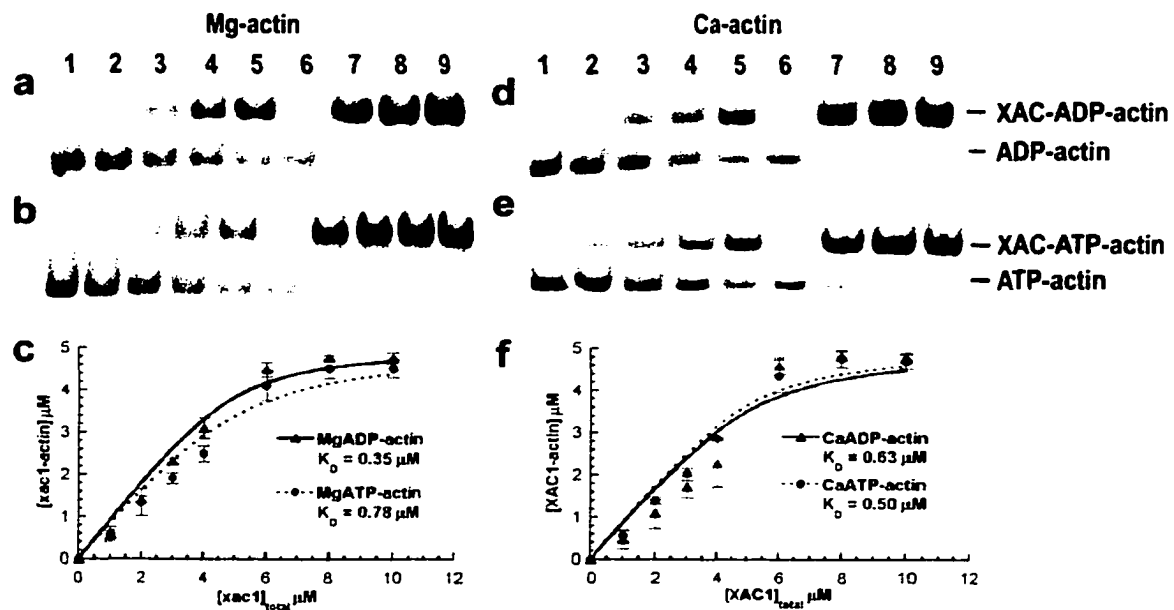 Mg-actin
1 2 3 4 5 6 7 8 9
a
b
Ca-actin
1 2 3 4 5 6 7 8 9
d
XAC-ADP-actin
ADP-actin
e
XAC-ATP-actin
ATP-actin
c
[xac1-actin] µM
5
4
3
2
1
0
0 2 4 6 8 10 12
[xac1]total µM
MgADP-actin
KD = 0.35 µM
MgATP-actin
KD = 0.78 µM
f
[XAC1-actin] µM
5
4
3
2
1
0
0 2 4 6 8 10 12
[XAC1]total µM
CaADP-actin
KD = 0.63 µM
CaATP-actin
KD = 0.50 µM